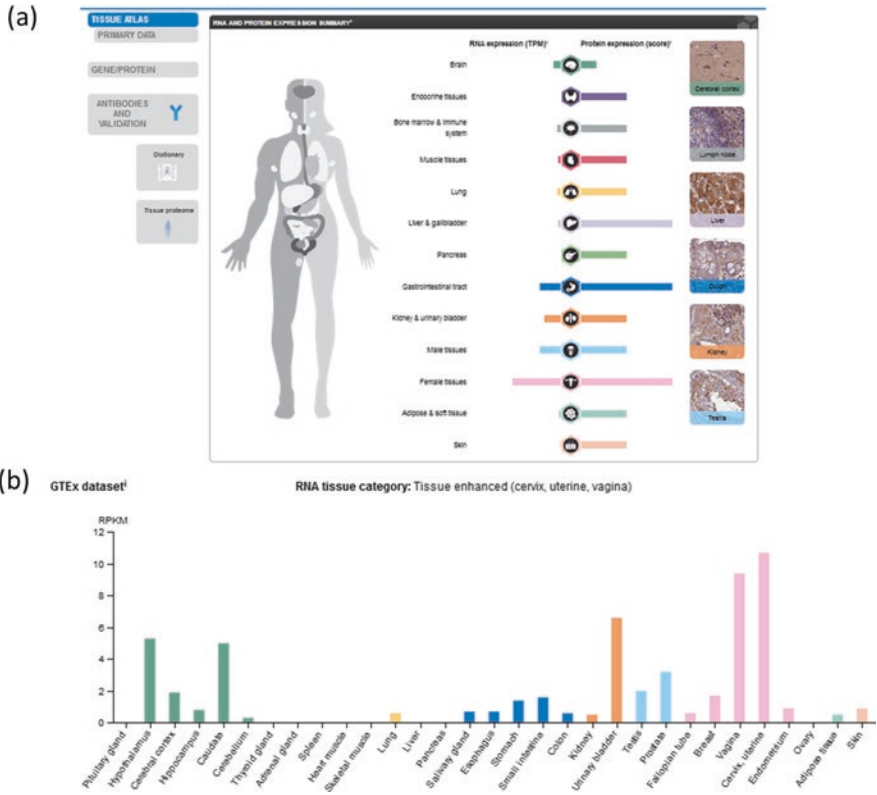 (a)
TISSUE ATLAS
PRIMARY DATA
GENE/PROTEIN
ANTIBODIES
AND
VALIDATION
Dictionary
Tissue proteome
RNA AND PROTEIN EXPRESSION SUMMARYⁱ
RNA expression (TPM)ⁱ Protein expression (score)ⁱ
Brain
Endocrine tissues
Bone marrow & immune
system
Muscle tissues
Lung
Liver & gallbladder
Pancreas
Gastrointestinal tract
Kidney & urinary bladder
Male tissues
Female tissues
Adipose & soft tissue
Skin
Cerebral cortex
Lymph node
Liver
Colon
Kidney
Testis
(b)
GTEx datasetⁱ RNA tissue category: Tissue enhanced (cervix, uterine, vagina)
RPKM
12
10
8
6
4
2
0
Pituitary gland
Hypothalamus
Cerebral cortex
Hippocampus
Caudate
Cerebellum
Thyroid gland
Adrenal gland
Spleen
Heart muscle
Skeletal muscle
Lung
Liver
Pancreas
Salivary gland
Esophagus
Stomach
Small intestine
Colon
Kidney
Urinary bladder
Testis
Prostate
Fallopian tube
Breast
Vagina
Cervix, uterine
Endometrium
Ovary
Adipose tissue
Skin